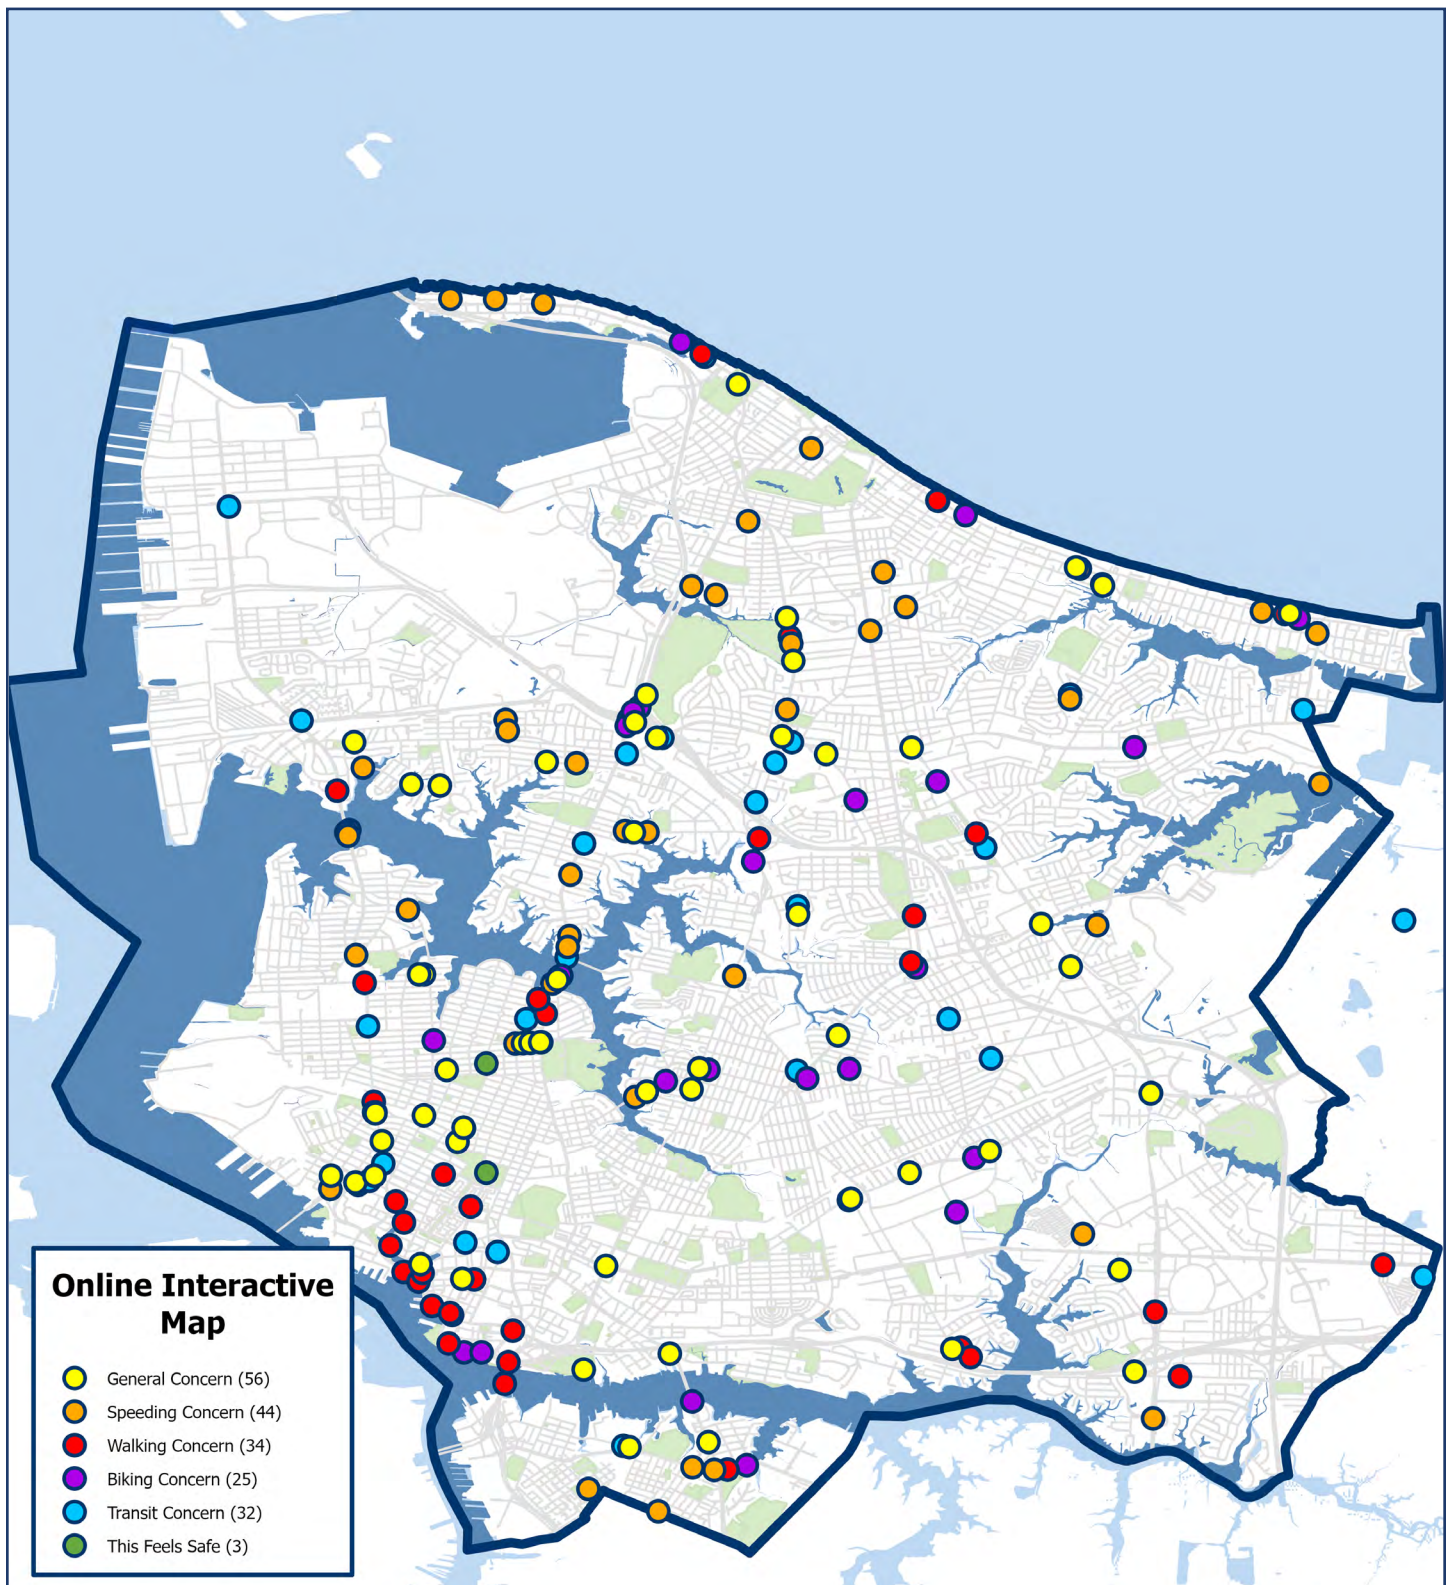 Online Interactive
Map
General Concern (56)
Speeding Concern (44)
Walking Concern (34)
Biking Concern (25)
Transit Concern (32)
This Feels Safe (3)